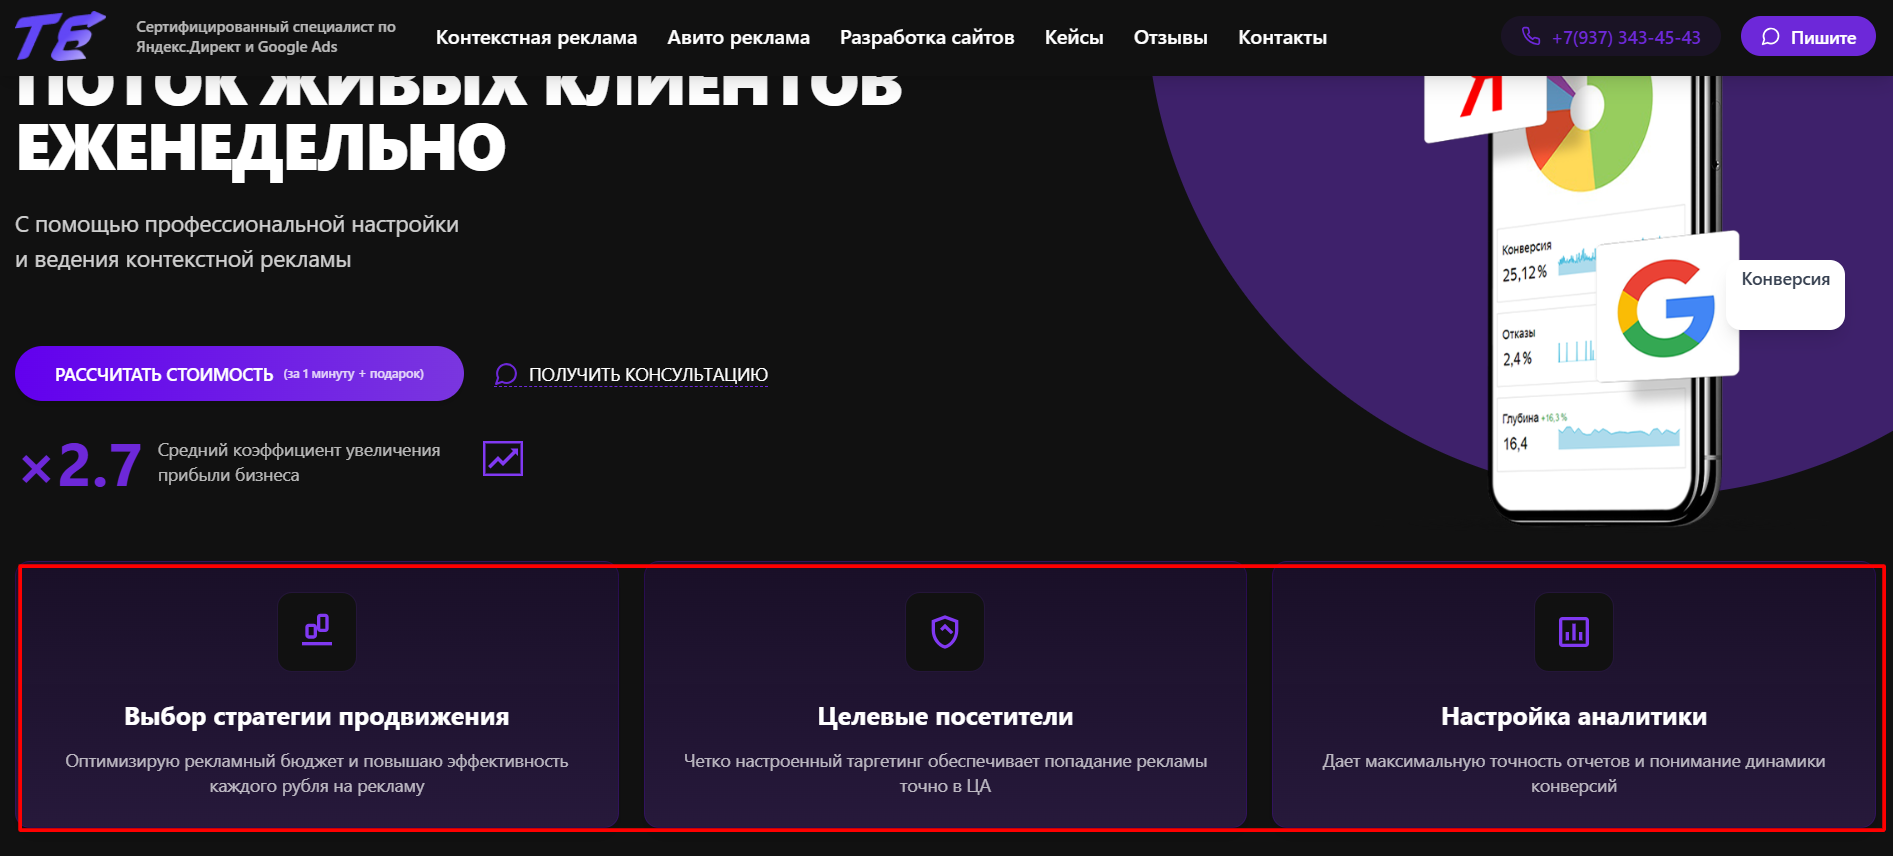 ТЕ
Сертифицированный специалист по
Яндекс.Директ и Google Ads
Контекстная реклама
Авито реклама
Разработка сайтов
Кейсы
Отзывы
Контакты
+7(937) 343-45-43
Пишите
ПОТОК ЖИВЫХ КЛИЕНТОВ
ЕЖЕНЕДЕЛЬНО
С помощью профессиональной настройки
и ведения контекстной рекламы
РАССЧИТАТЬ СТОИМОСТЬ (за 1 минуту + подарок)
ПОЛУЧИТЬ КОНСУЛЬТАЦИЮ
×2.7
Средний коэффициент увеличения
прибыли бизнеса
Я
Конверсия
25,12 %
G
Конверсия
Отказы
2,4 %
Глубина +16,3 %
16,4
Выбор стратегии продвижения
Оптимизирую рекламный бюджет и повышаю эффективность
каждого рубля на рекламу
Целевые посетители
Четко настроенный таргетинг обеспечивает попадание рекламы
точно в ЦА
Настройка аналитики
Дает максимальную точность отчетов и понимание динамики
конверсий